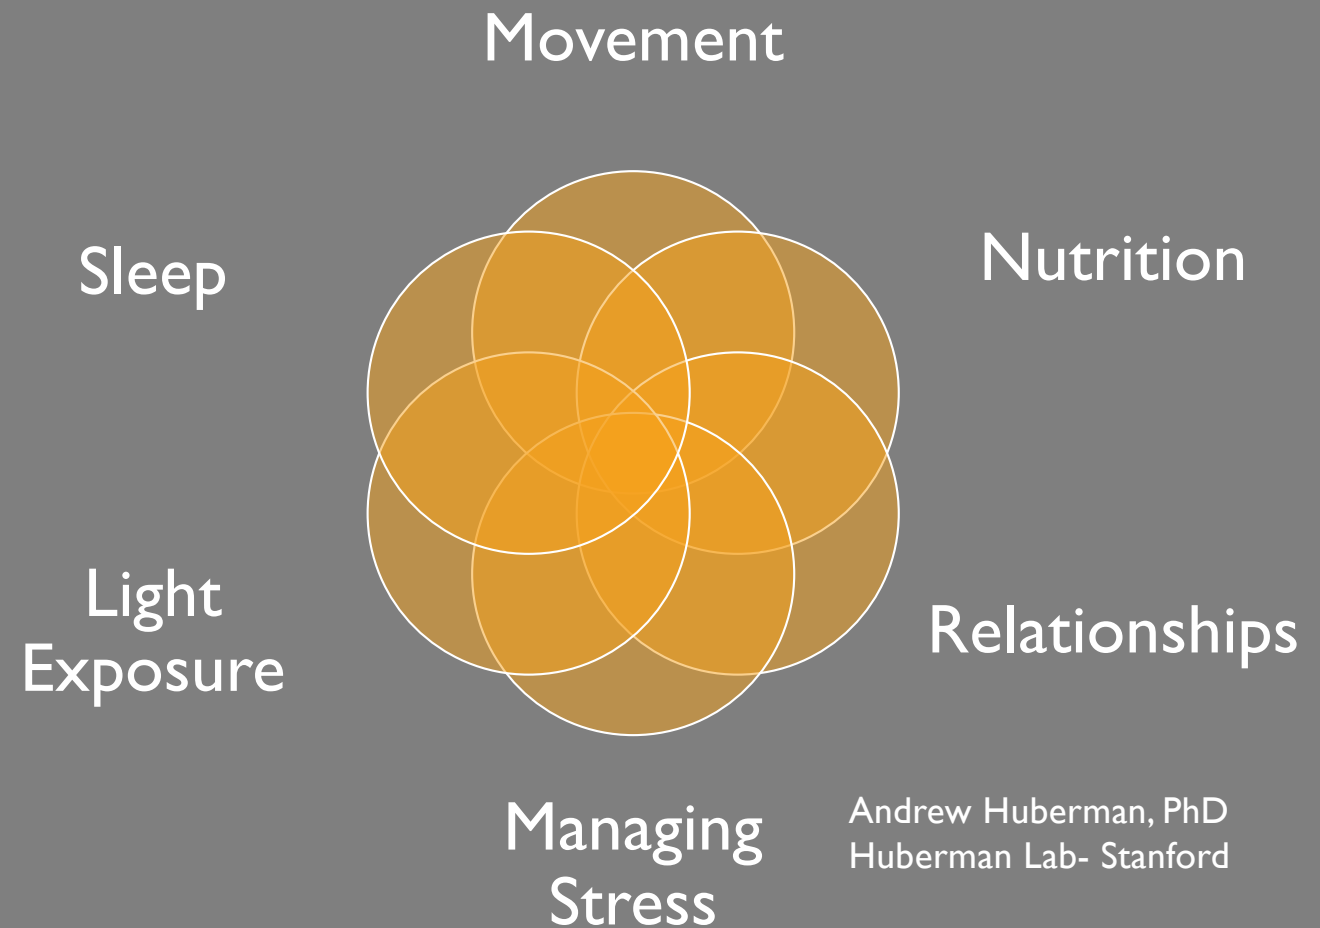 Movement
Sleep
Nutrition
Light
Exposure
Relationships
Managing
Stress
Andrew Huberman, PhD
Huberman Lab- Stanford